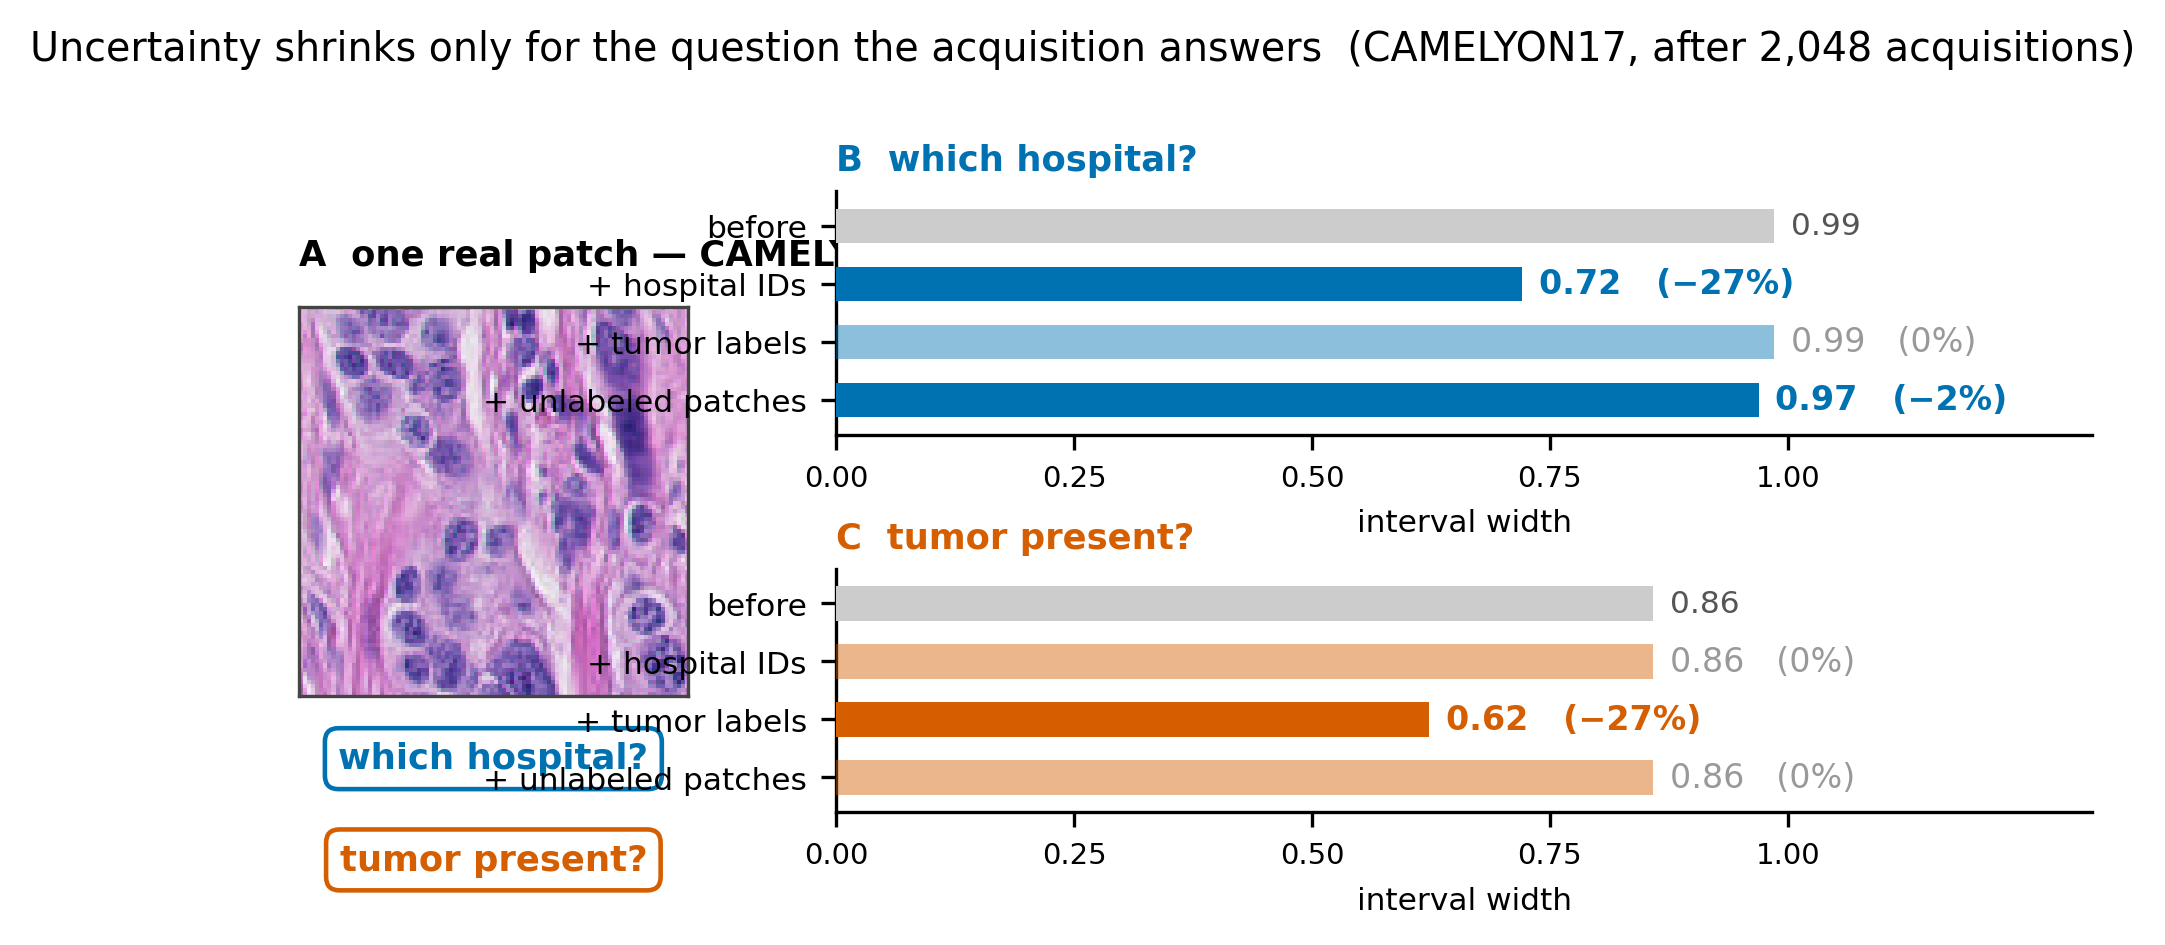 Uncertainty shrinks only for the question the acquisition answers (CAMELYON17, after 2,048 acquisitions)
A one real patch — CAMELY
which hospital?
tumor present?
B which hospital?
before
0.99
+ hospital IDs
0.72 (−27%)
+ tumor labels
0.99 (0%)
+ unlabeled patches
0.97 (−2%)
0.00 0.25 0.50 0.75 1.00
interval width
C tumor present?
before
0.86
+ hospital IDs
0.86 (0%)
+ tumor labels
0.62 (−27%)
+ unlabeled patches
0.86 (0%)
0.00 0.25 0.50 0.75 1.00
interval width